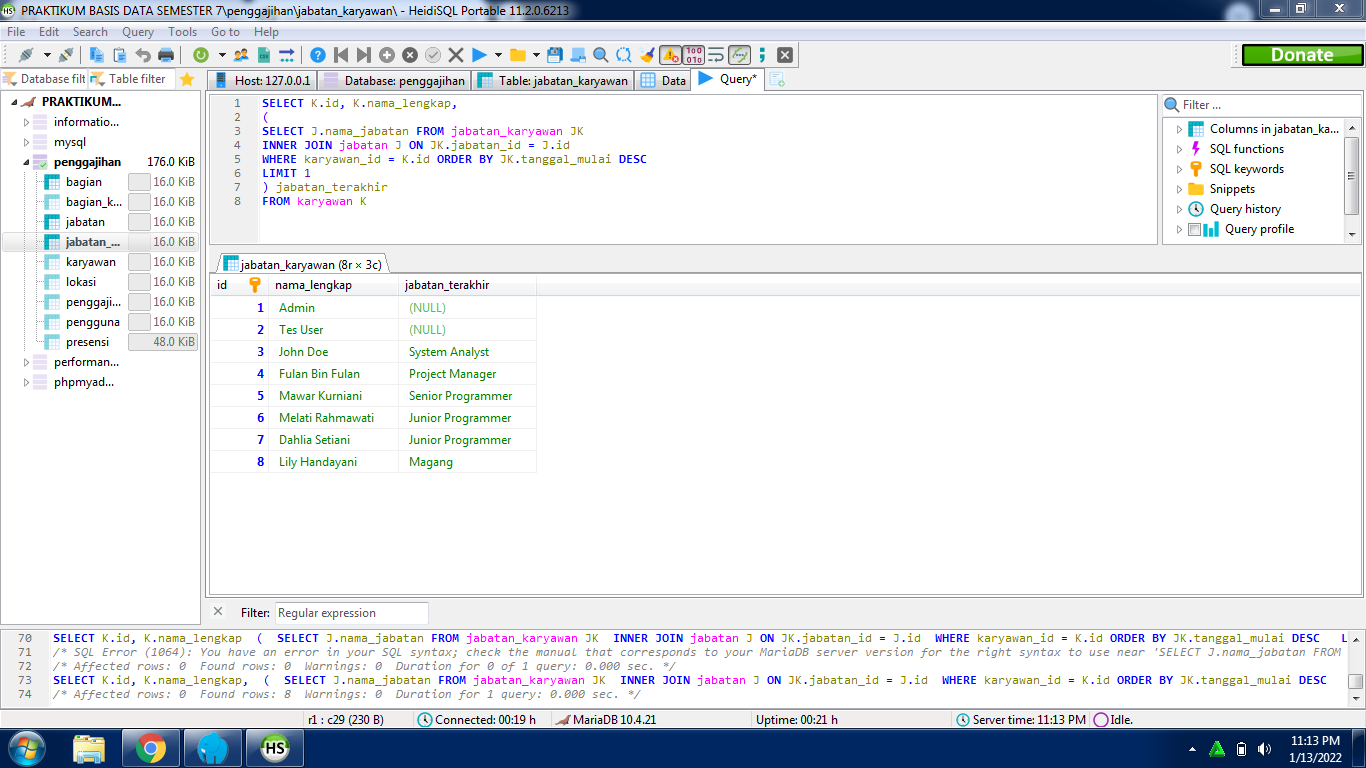 PRAKTIKUM BASIS DATA SEMESTER 7\penggajihan\jabatan_karyawan\ - HeidiSQL Portable 11.2.0.6213
File Edit Search Query Tools Go to Help
Donate
Database filt Table filter
Host: 127.0.0.1 Database: penggajihan Table: jabatan_karyawan Data Query*
PRAKTIKUM...
informatio...
mysql
penggajihan 176.0 KiB
bagian 16.0 KiB
bagian_k... 16.0 KiB
jabatan 16.0 KiB
jabatan_... 16.0 KiB
karyawan 16.0 KiB
lokasi 16.0 KiB
penggaji... 16.0 KiB
pengguna 16.0 KiB
presensi 48.0 KiB
performan...
phpmyad...
1 SELECT K.id, K.nama_lengkap,
2 (
3 SELECT J.nama_jabatan FROM jabatan_karyawan JK
4 INNER JOIN jabatan J ON JK.jabatan_id = J.id
5 WHERE karyawan_id = K.id ORDER BY JK.tanggal_mulai DESC
6 LIMIT 1
7 ) jabatan_terakhir
8 FROM karyawan K
Filter ...
Columns in jabatan_ka...
SQL functions
SQL keywords
Snippets
Query history
Query profile
jabatan_karyawan (8r × 3c)
id nama_lengkap jabatan_terakhir
1 Admin (NULL)
2 Tes User (NULL)
3 John Doe System Analyst
4 Fulan Bin Fulan Project Manager
5 Mawar Kurniani Senior Programmer
6 Melati Rahmawati Junior Programmer
7 Dahlia Setiani Junior Programmer
8 Lily Handayani Magang
Filter: Regular expression
70 SELECT K.id, K.nama_lengkap ( SELECT J.nama_jabatan FROM jabatan_karyawan JK INNER JOIN jabatan J ON JK.jabatan_id = J.id WHERE karyawan_id = K.id ORDER BY JK.tanggal_mulai DESC L
71 /* SQL Error (1064): You have an error in your SQL syntax; check the manual that corresponds to your MariaDB server version for the right syntax to use near 'SELECT J.nama_jabatan FROM
72 /* Affected rows: 0 Found rows: 0 Warnings: 0 Duration for 0 of 1 query: 0.000 sec. */
73 SELECT K.id, K.nama_lengkap, ( SELECT J.nama_jabatan FROM jabatan_karyawan JK INNER JOIN jabatan J ON JK.jabatan_id = J.id WHERE karyawan_id = K.id ORDER BY JK.tanggal_mulai DESC
74 /* Affected rows: 0 Found rows: 8 Warnings: 0 Duration for 1 query: 0.000 sec. */
r1 : c29 (230 B) Connected: 00:19 h MariaDB 10.4.21 Uptime: 00:21 h Server time: 11:13 PM Idle.
HS
11:13 PM
1/13/2022